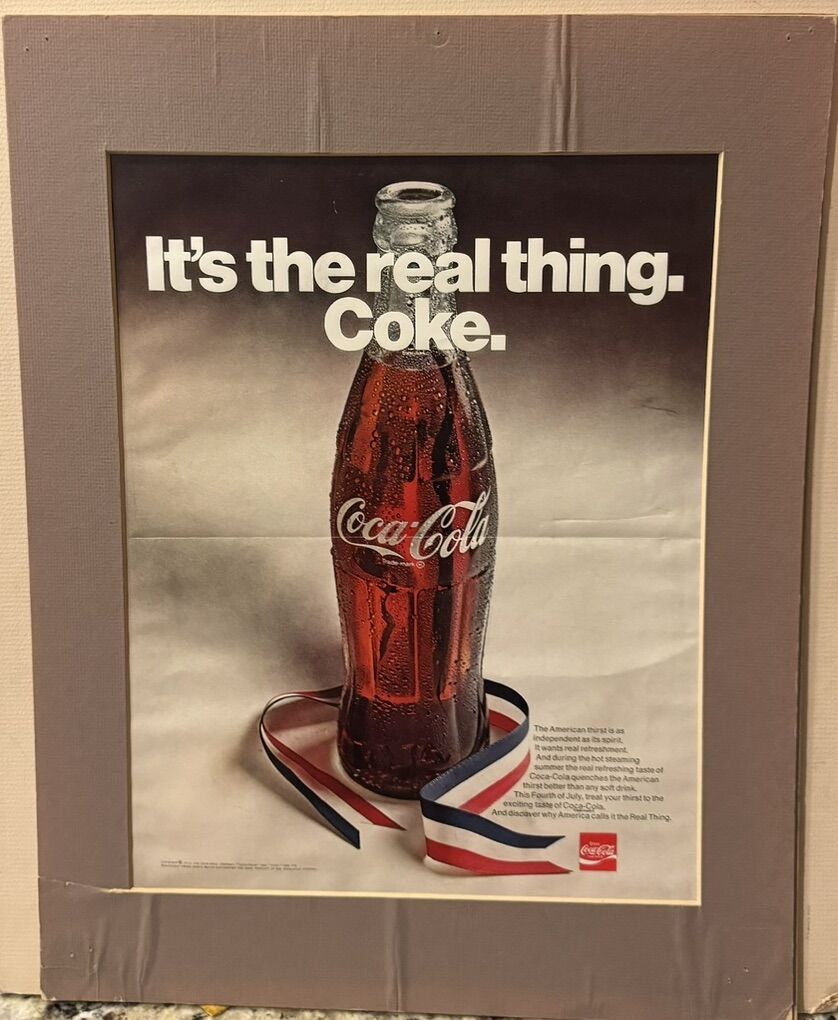 It's the real thing.
Coke.
Coca-Cola
Trade-mark ®
The American thirst is as
independent as its spirit.
It wants real refreshment.
And during the hot steaming
summer the real refreshing taste of
Coca-Cola quenches the American
thirst better than any soft drink.
This Fourth of July, treat your thirst to the
exciting taste of Coca-Cola.
And discover why America calls it the Real Thing.
Enjoy
Coca-Cola